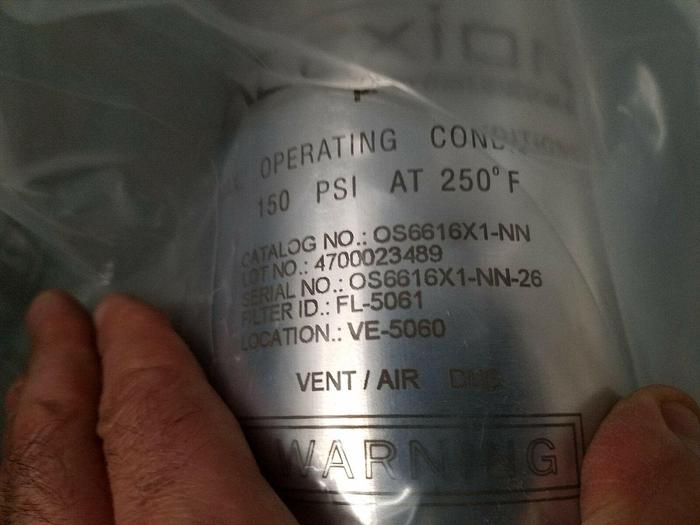 OPERATING
150 PSI AT 250°F
CATALOG NO.: OS6616X1-NN
LOT NO.: 4700023489
SERIAL NO.: OS6616X1-NN-26
FILTER ID.: FL-5061
LOCATION.: VE-5060
VENT / AIR
WARNING